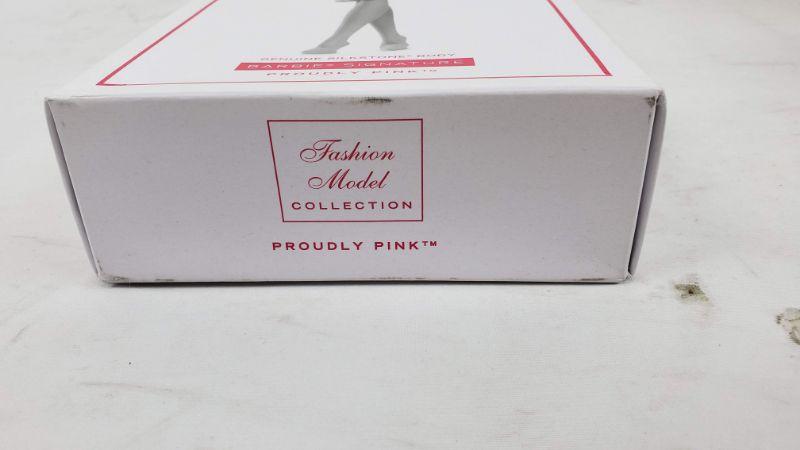 GENUINE SILKSTONE® BODY
BARBIE® SIGNATURE
PROUDLY PINK™
Fashion
Model
COLLECTION
PROUDLY PINK™